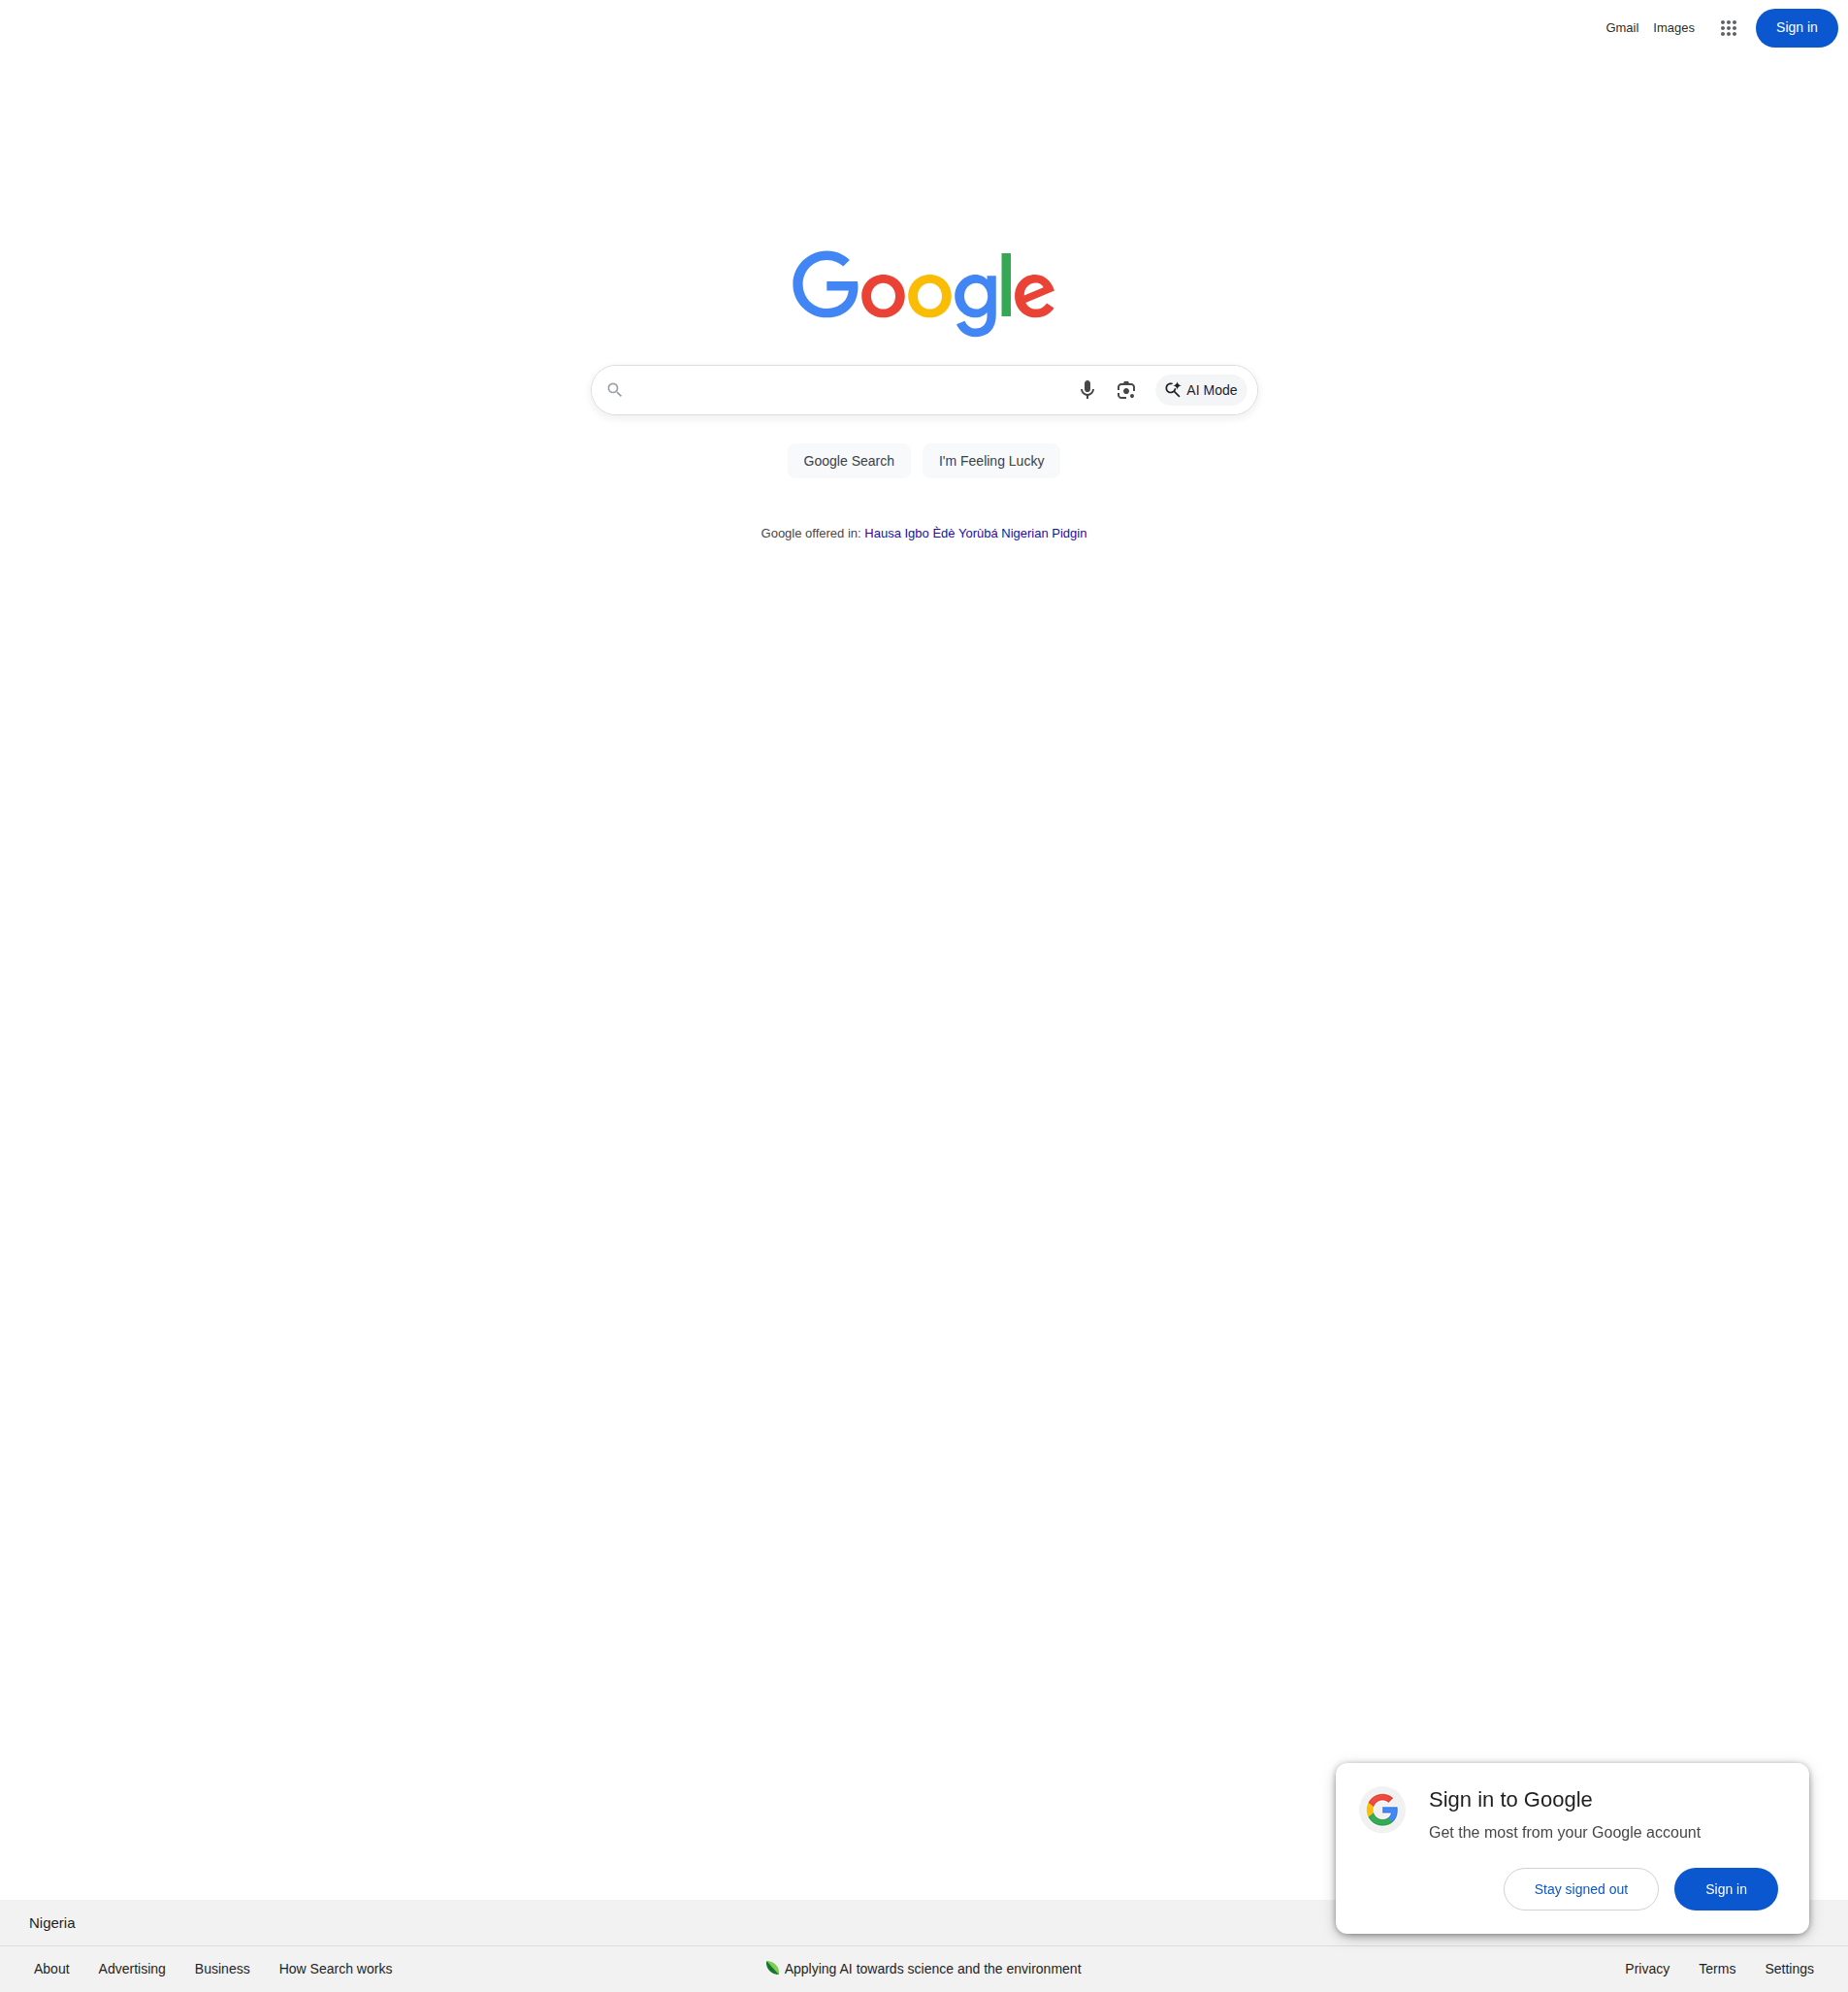 Gmail Images Sign in
Google
AI Mode
Google Search I'm Feeling Lucky
Google offered in: Hausa Igbo Èdè Yorùbá Nigerian Pidgin
Sign in to Google
Get the most from your Google account
Stay signed out Sign in
Nigeria
About Advertising Business How Search works Applying AI towards science and the environment Privacy Terms Settings